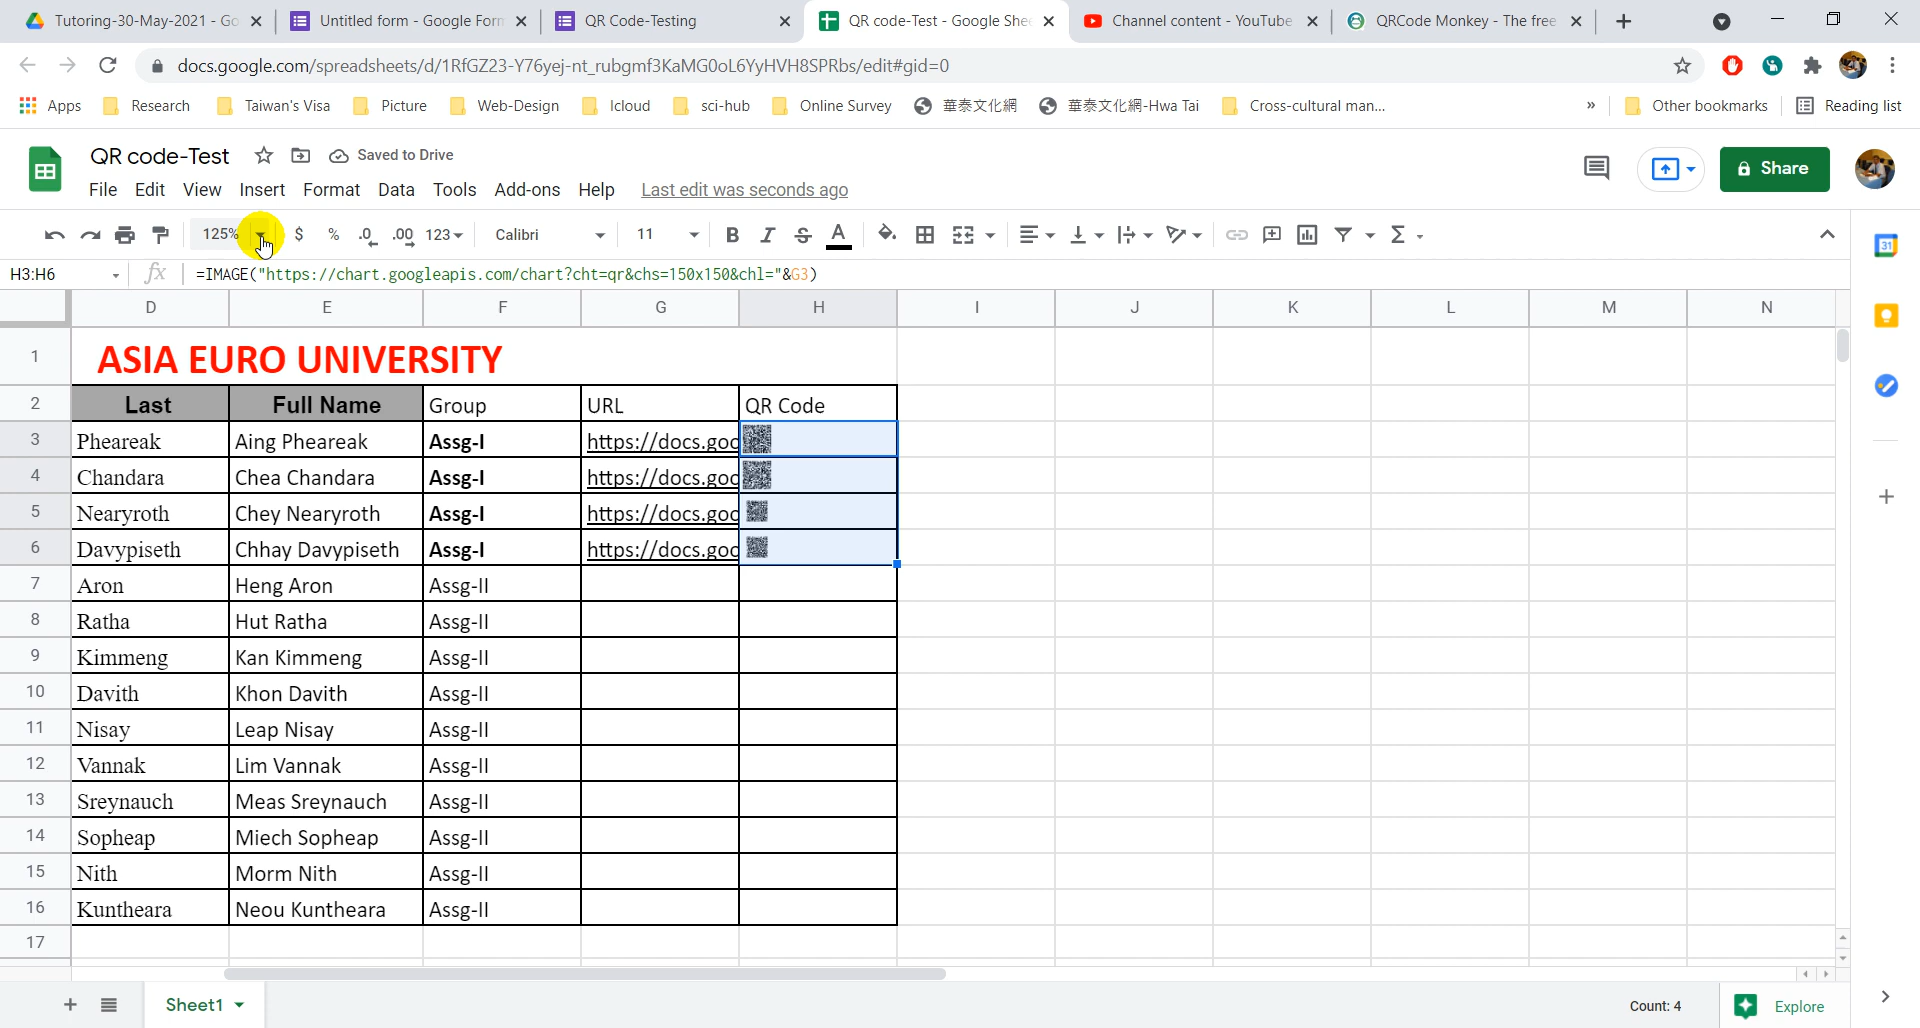 Tutoring-30-May-2021 - Go
Untitled form - Google Form
QR Code-Testing
QR code-Test - Google She
Channel content - YouTube
QRCode Monkey - The free
docs.google.com/spreadsheets/d/1RfGZ23-Y76yej-nt_rubgmf3KaMG0oL6YyHVH8SPRbs/edit#gid=0
Apps Research Taiwan's Visa Picture Web-Design Icloud sci-hub Online Survey 華泰文化網 華泰文化網-Hwa Tai Cross-cultural man... » Other bookmarks Reading list
QR code-Test Saved to Drive
File Edit View Insert Format Data Tools Add-ons Help Last edit was seconds ago
Share
125% $ % .0 .00 123 Calibri 11 B I S A Σ
31
H3:H6 fx =IMAGE("https://chart.googleapis.com/chart?cht=qr&chs=150x150&chl="&G3)
D E F G H I J K L M N
1 ASIA EURO UNIVERSITY
2 Last Full Name Group URL QR Code
3 Pheareak Aing Pheareak Assg-I https://docs.goo
4 Chandara Chea Chandara Assg-I https://docs.goo
5 Nearyroth Chey Nearyroth Assg-I https://docs.goo
6 Davypiseth Chhay Davypiseth Assg-I https://docs.goo
7 Aron Heng Aron Assg-II
8 Ratha Hut Ratha Assg-II
9 Kimmeng Kan Kimmeng Assg-II
10 Davith Khon Davith Assg-II
11 Nisay Leap Nisay Assg-II
12 Vannak Lim Vannak Assg-II
13 Sreynauch Meas Sreynauch Assg-II
14 Sopheap Miech Sopheap Assg-II
15 Nith Morm Nith Assg-II
16 Kuntheara Neou Kuntheara Assg-II
17
Sheet1 Count: 4 Explore